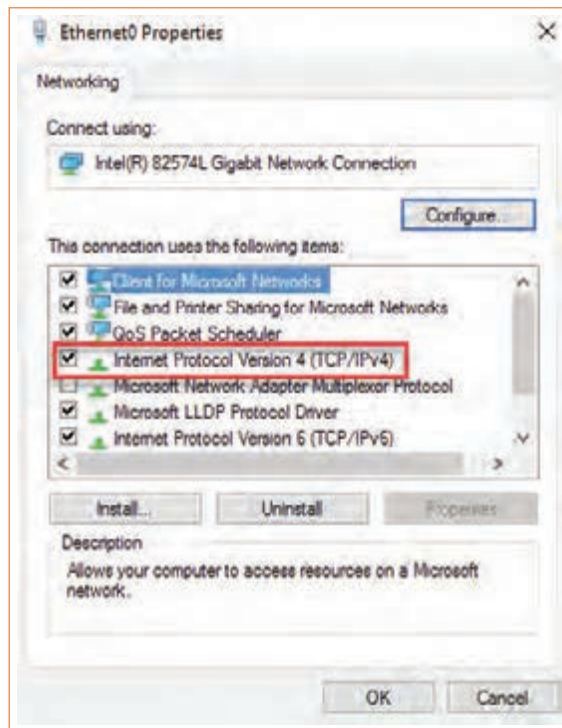 Ethernet0 Properties
Networking
Connect using:
Intel(R) 82574L Gigabit Network Connection
Configure...
This connection uses the following items:
Client for Microsoft Networks
File and Printer Sharing for Microsoft Networks
QoS Packet Scheduler
Internet Protocol Version 4 (TCP/IPv4)
Microsoft Network Adapter Multiplexor Protocol
Microsoft LLDP Protocol Driver
Internet Protocol Version 6 (TCP/IPv6)
Install... Uninstall Properties
Description
Allows your computer to access resources on a Microsoft
network.
OK Cancel